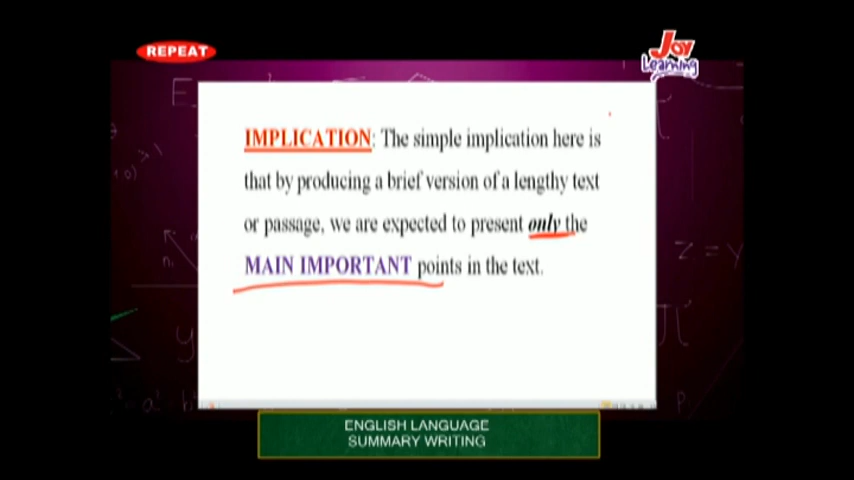 REPEAT
Joy
Learning
IMPLICATION: The simple implication here is
that by producing a brief version of a lengthy text
or passage, we are expected to present only the
MAIN IMPORTANT points in the text.
ENGLISH LANGUAGE
SUMMARY WRITING